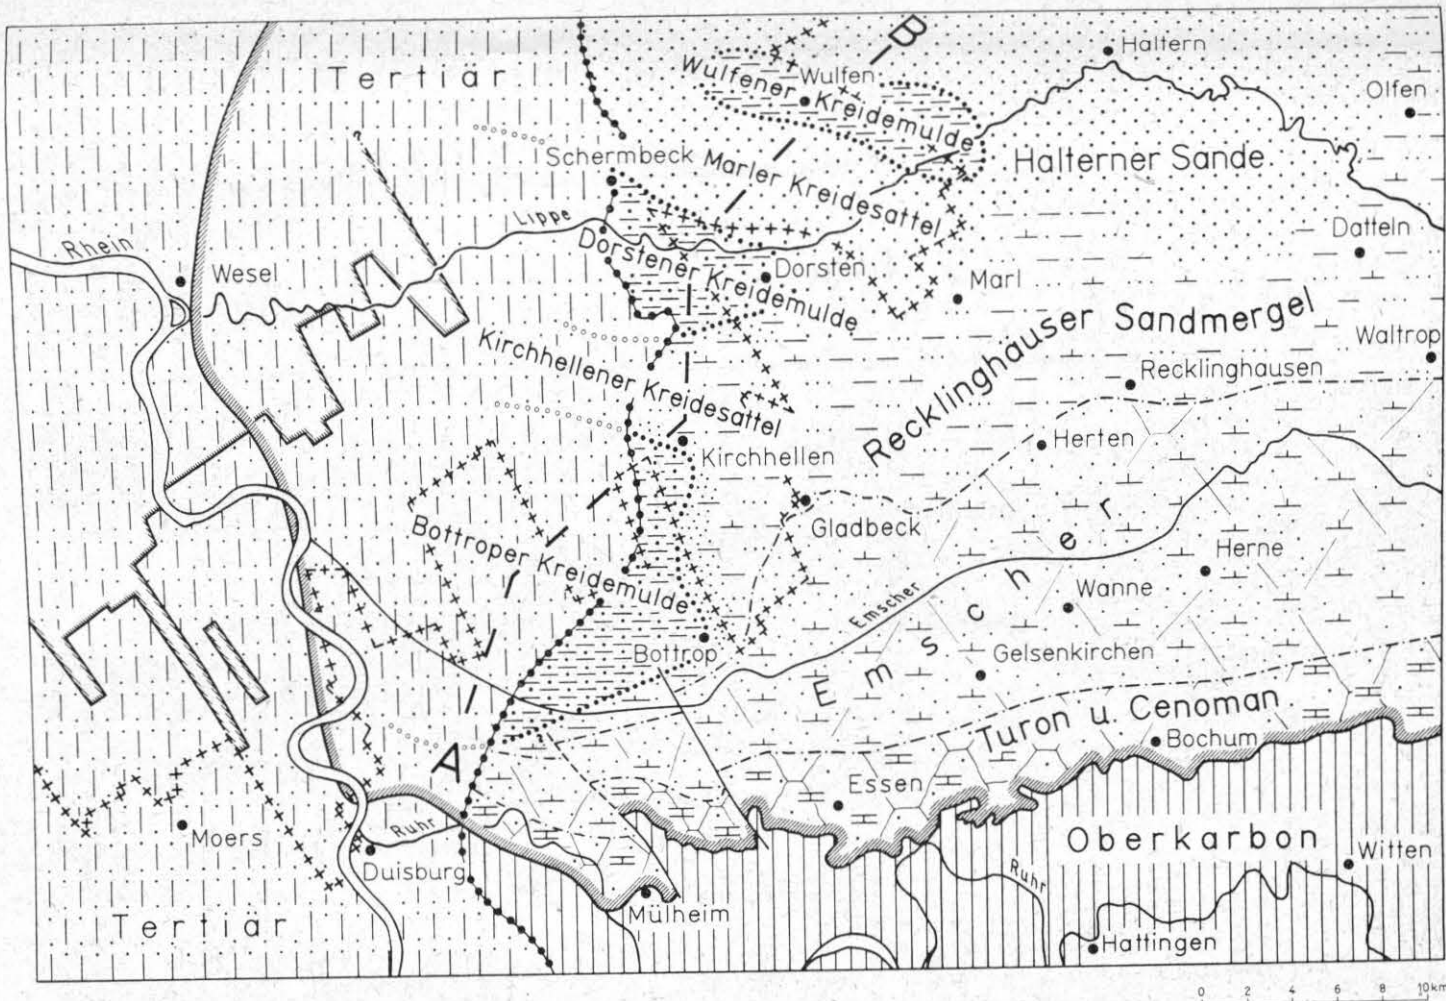 Tertiär
B
Haltern
Wulfen
Wulfener Kreidemulde
Olfen
Schermbeck
Marler Kreidesattel
Halterner Sande
Lippe
Rhein
Wesel
Dorstener Kreidemulde
Dorsten
Marl
Datteln
Recklinghäuser Sandmergel
Waltrop
Kirchhellener Kreidesattel
Recklinghausen
Herten
Kirchhellen
Gladbeck
Bottroper Kreidemulde
Emscher
Herne
Wanne
Emscher
Bottrop
Gelsenkirchen
Turon u. Cenoman
Bochum
A
Essen
Moers
Ruhr
Duisburg
Oberkarbon
Witten
Ruhr
Tertiär
Mülheim
Hattingen
0 2 4 6 8 10km